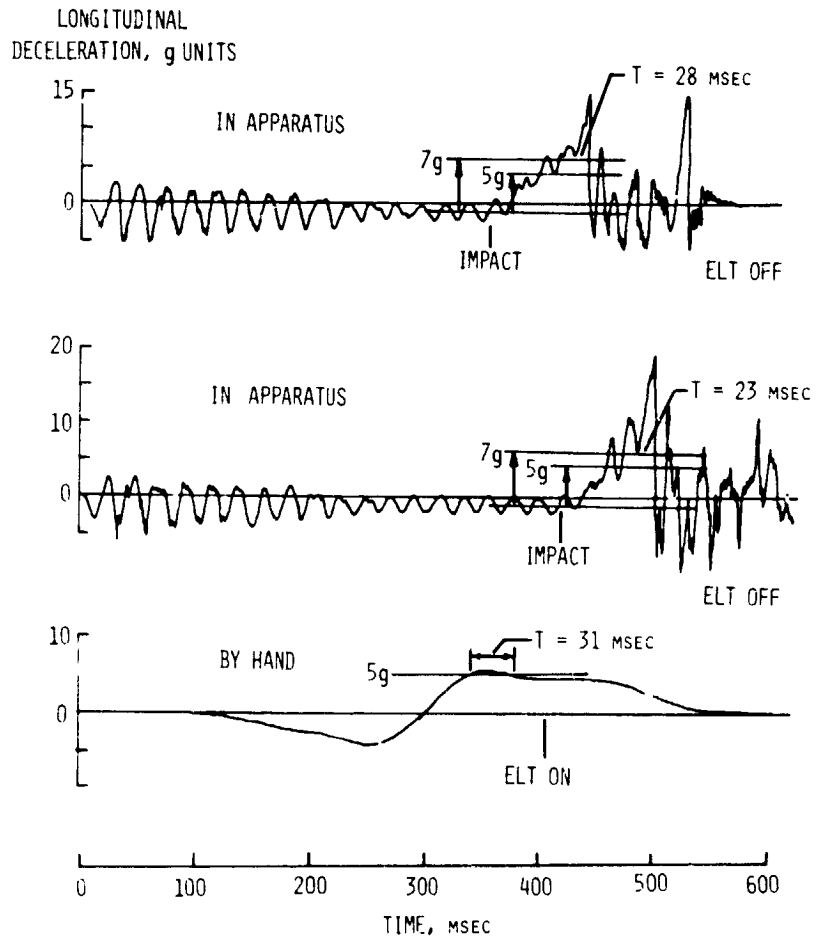 LONGITUDINAL
DECELERATION, g UNITS
15
IN APPARATUS
T = 28 MSEC
7g
5g
0
IMPACT
ELT OFF
20
IN APPARATUS
T = 23 MSEC
10
7g
5g
0
IMPACT
ELT OFF
10
BY HAND
T = 31 MSEC
5g
0
ELT ON
0 100 200 300 400 500 600
TIME, MSEC